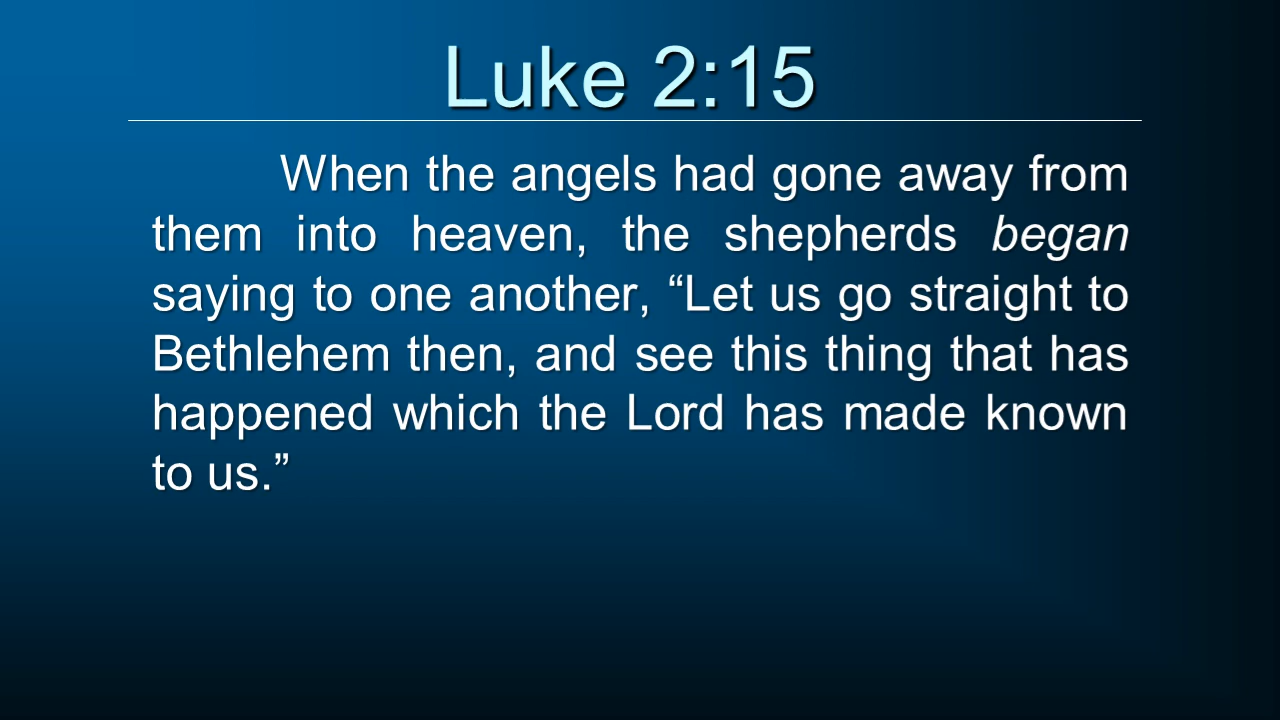 Luke 2:15
When the angels had gone away from
them into heaven, the shepherds began
saying to one another, “Let us go straight to
Bethlehem then, and see this thing that has
happened which the Lord has made known
to us.”